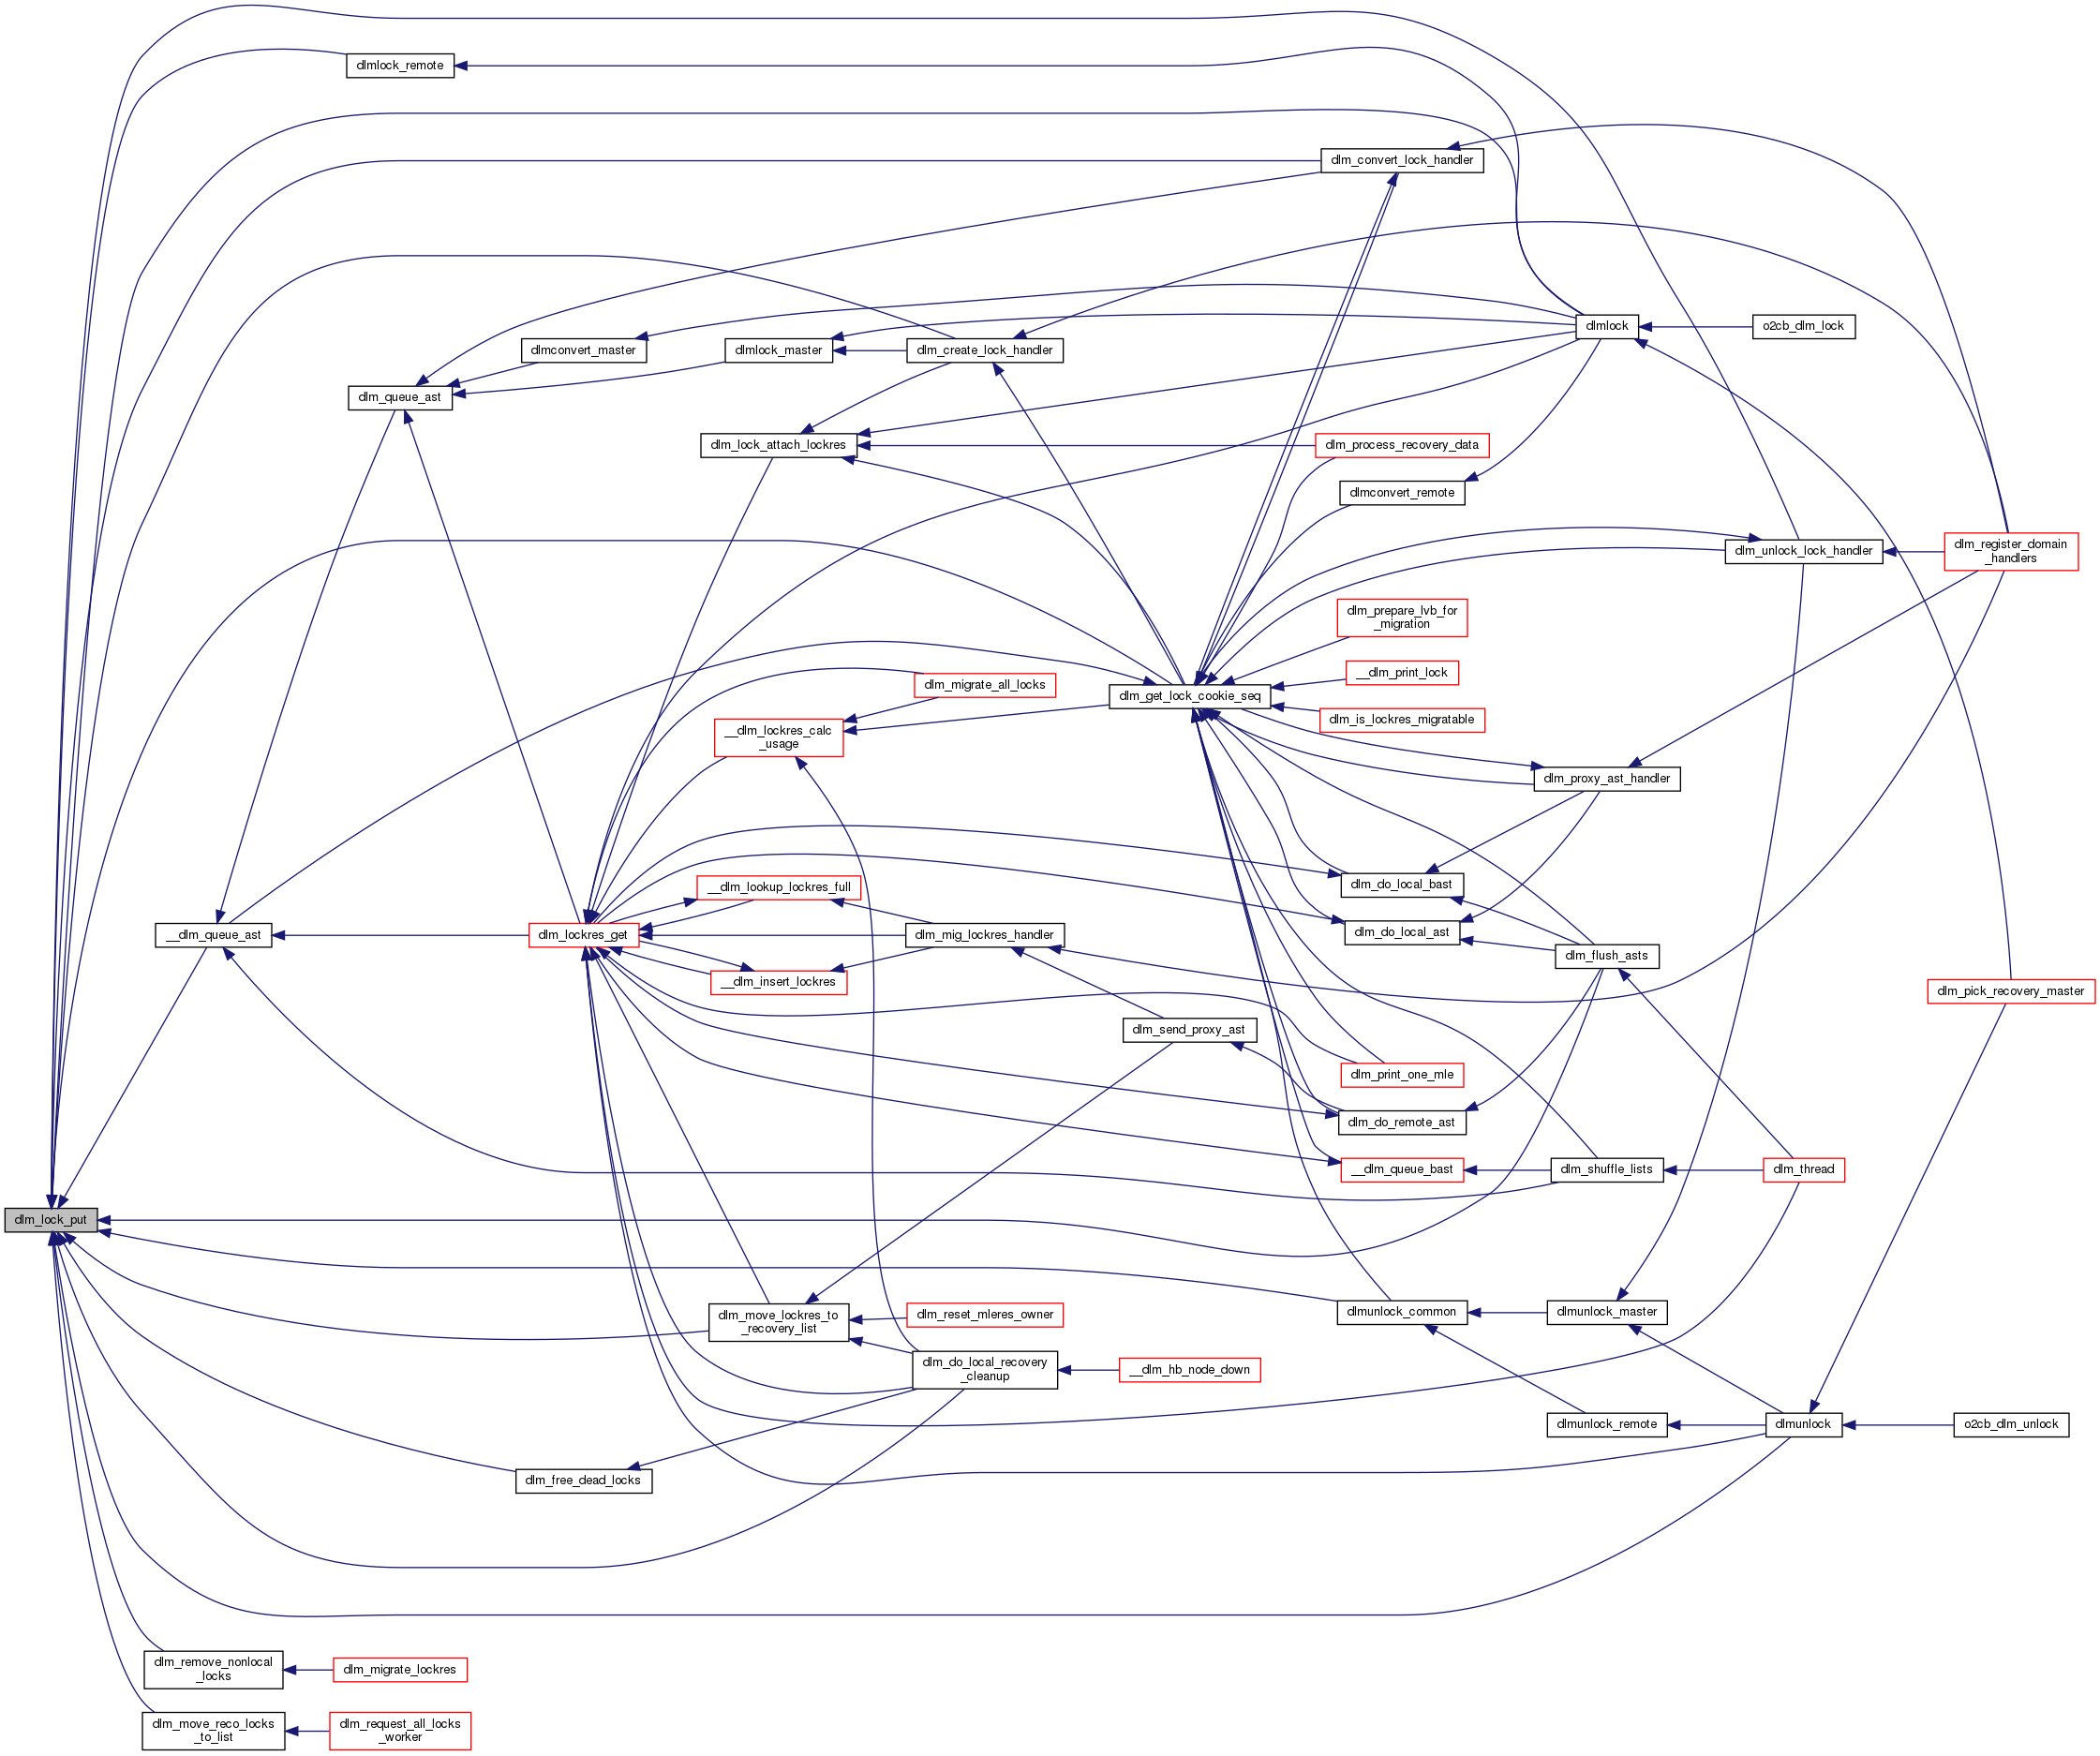 dlmlock_remote
dlm_convert_lock_handler
dlmlock
o2cb_dlm_lock
dlmconvert_master
dlmlock_master
dlm_create_lock_handler
dlm_queue_ast
dlm_lock_attach_lockres
dlm_process_recovery_data
dlmconvert_remote
dlm_unlock_lock_handler
dlm_register_domain
_handlers
dlm_prepare_lvb_for
_migration
__dlm_print_lock
dlm_migrate_all_locks
dlm_get_lock_cookie_seq
dlm_is_lockres_migratable
__dlm_lockres_calc
_usage
dlm_proxy_ast_handler
__dlm_lookup_lockres_full
dlm_do_local_bast
__dlm_queue_ast
dlm_lockres_get
dlm_mig_lockres_handler
dlm_do_local_ast
dlm_flush_asts
__dlm_insert_lockres
dlm_pick_recovery_master
dlm_send_proxy_ast
dlm_print_one_mle
dlm_do_remote_ast
__dlm_queue_bast
dlm_shuffle_lists
dlm_thread
dlm_lock_put
dlm_move_lockres_to
_recovery_list
dlm_reset_mleres_owner
dlmunlock_common
dlmunlock_master
dlm_do_local_recovery
_cleanup
__dlm_hb_node_down
dlmunlock_remote
dlmunlock
o2cb_dlm_unlock
dlm_free_dead_locks
dlm_remove_nonlocal
_locks
dlm_migrate_lockres
dlm_move_reco_locks
_to_list
dlm_request_all_locks
_worker